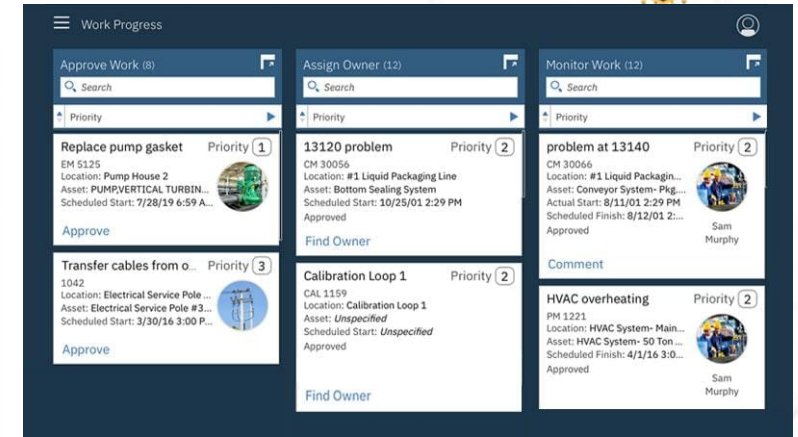 Work Progress
Approve Work (8)
Search
Priority
Replace pump gasket Priority 1
EM 5125
Location: Pump House 2
Asset: PUMP,VERTICAL TURBIN...
Scheduled Start: 7/28/19 6:59 A...
Approve
Transfer cables from o... Priority 3
1042
Location: Electrical Service Pole ...
Asset: Electrical Service Pole #3...
Scheduled Start: 3/30/16 3:00 P...
Approve
Assign Owner (12)
Search
Priority
13120 problem Priority 2
CM 30056
Location: #1 Liquid Packaging Line
Asset: Bottom Sealing System
Scheduled Start: 10/25/01 2:29 PM
Approved
Find Owner
Calibration Loop 1 Priority 2
CAL 1159
Location: Calibration Loop 1
Asset: Unspecified
Scheduled Start: Unspecified
Approved
Find Owner
Monitor Work (12)
Search
Priority
problem at 13140 Priority 2
CM 30066
Location: #1 Liquid Packagin...
Asset: Conveyor System- Pkg....
Actual Start: 8/11/01 2:29 PM
Scheduled Finish: 8/12/01 2:...
Approved
Sam
Murphy
Comment
HVAC overheating Priority 2
PM 1221
Location: HVAC System- Main...
Asset: HVAC System- 50 Ton ...
Scheduled Finish: 4/1/16 3:0...
Approved
Sam
Murphy